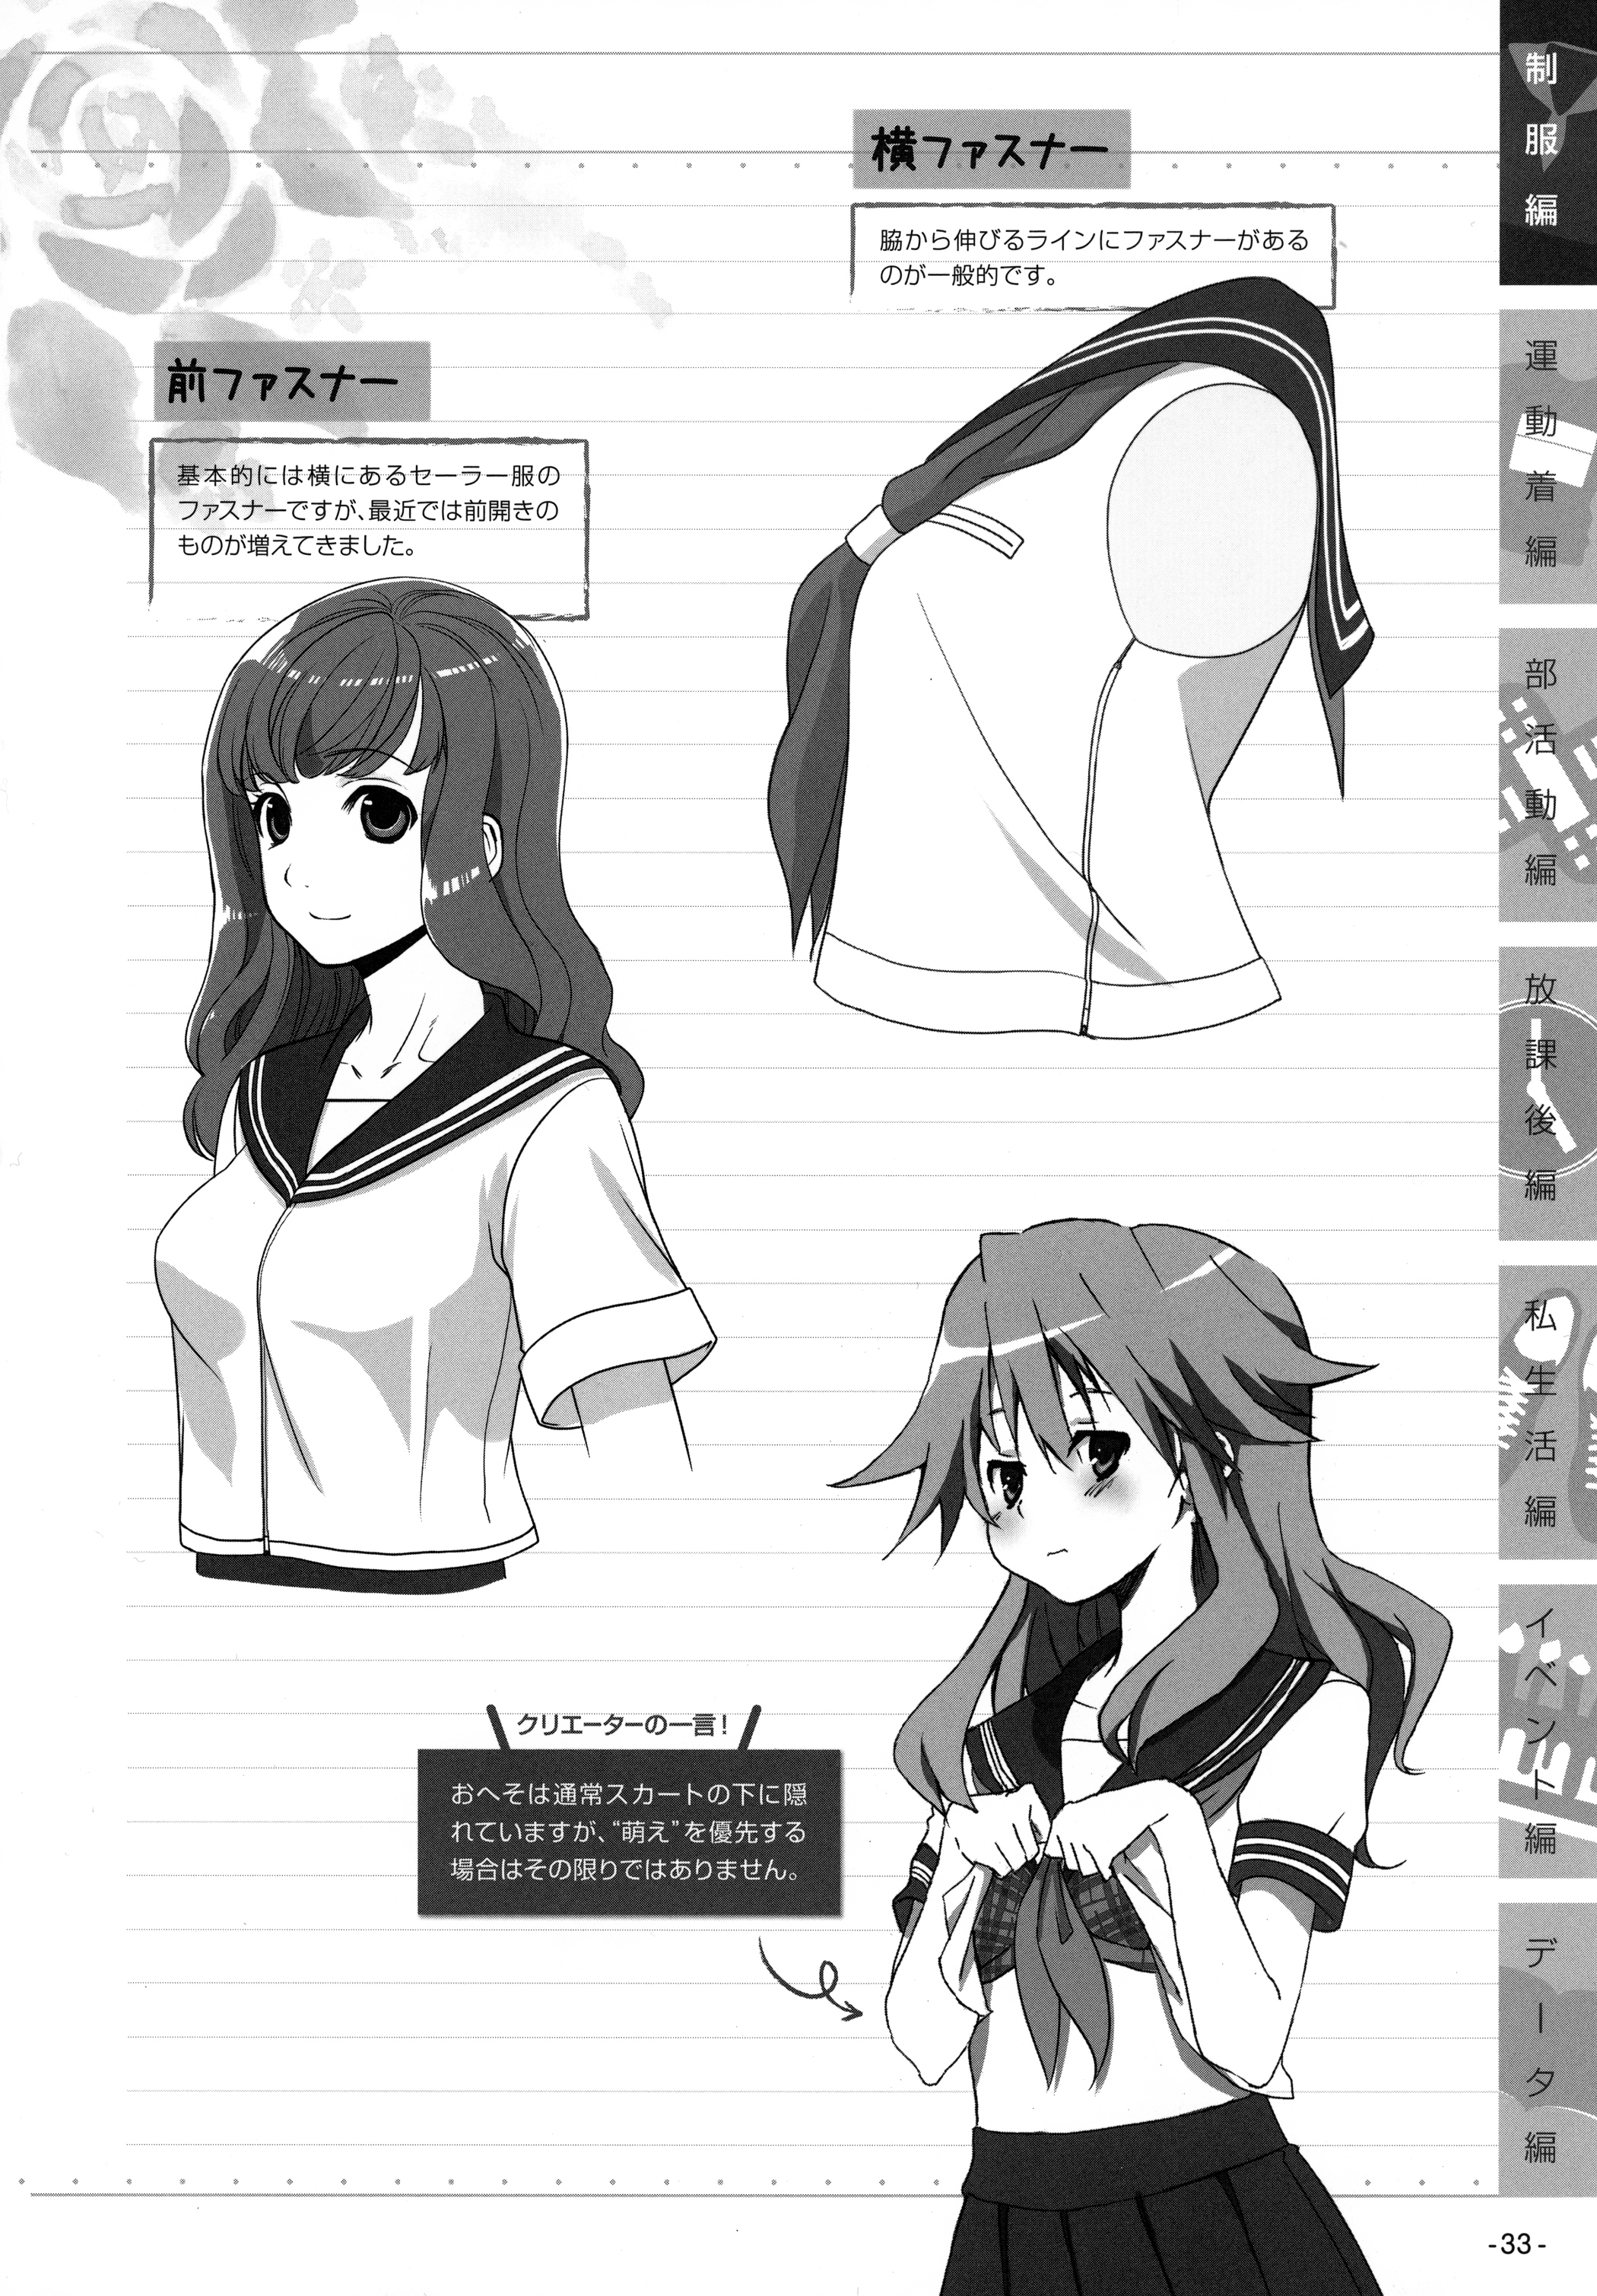 横ファスナー
脇から伸びるラインにファスナーがある
のが一般的です。
前ファスナー
基本的には横にあるセーラー服の
ファスナーですが、最近では前開きの
ものが増えてきました。
クリエーターの一言！
おへそは通常スカートの下に隠
れていますが、“萌え”を優先する
場合はその限りではありません。
制服編
運動着編
部活動編
放課後編
私生活編
イベント編
データ編
-33-